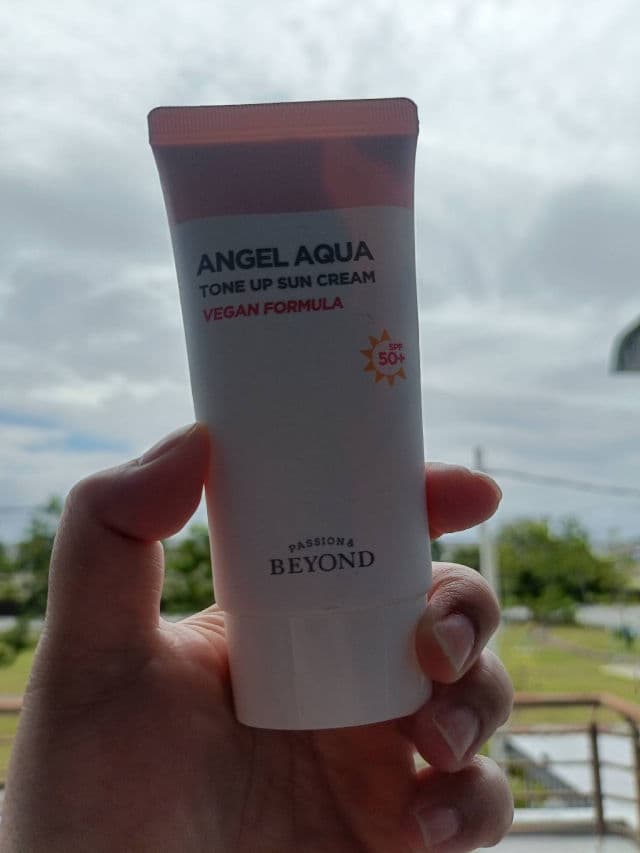 ANGEL AQUA
TONE UP SUN CREAM
VEGAN FORMULA
SPF
50+
PASSION&
BEYOND